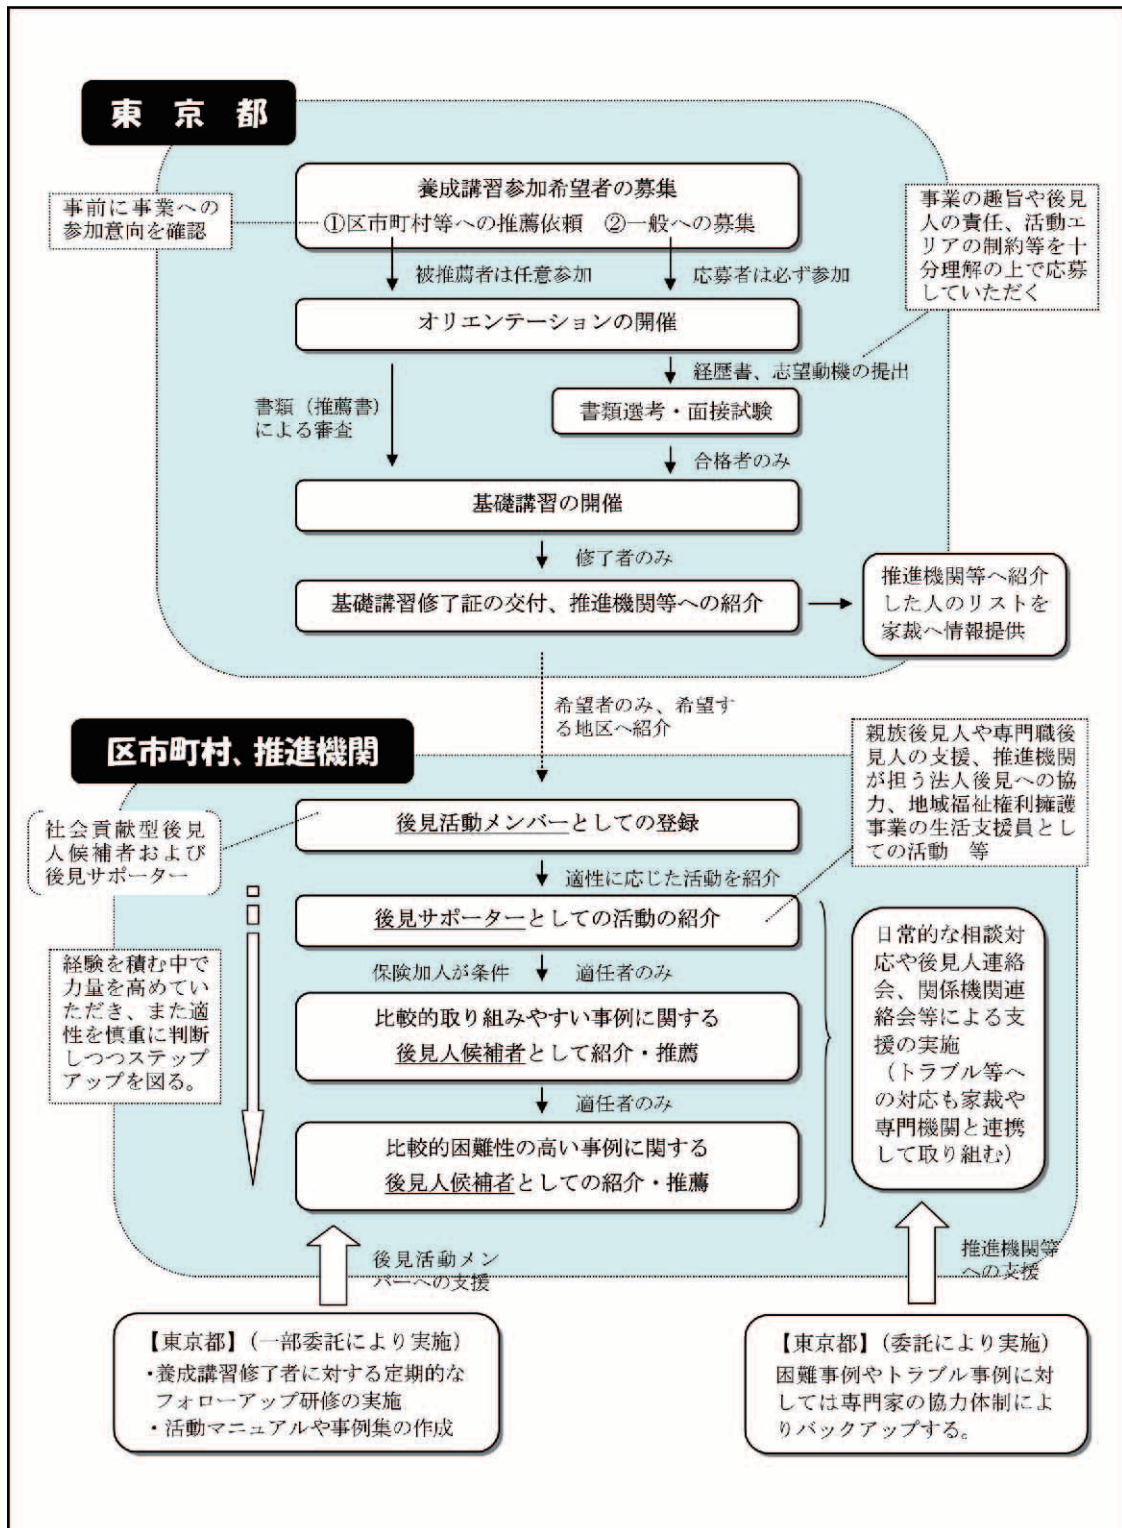 東 京 都
養成講習参加希望者の募集
①区市町村等への推薦依頼 ②一般への募集
事前に事業への
参加意向を確認
事業の趣旨や後見
人の責任、活動エ
リアの制約等を十
分理解の上で応募
していただく
被推薦者は任意参加
応募者は必ず参加
オリエンテーションの開催
経歴書、志望動機の提出
書類（推薦書）
による審査
書類選考・面接試験
合格者のみ
基礎講習の開催
修了者のみ
基礎講習修了証の交付、推進機関等への紹介
推進機関等へ紹介
した人のリストを
家裁へ情報提供
希望者のみ、希望す
る地区へ紹介
区市町村、推進機関
親族後見人や専門職後
見人の支援、推進機関
が担う法人後見への協
力、地域福祉権利擁護
事業の生活支援員とし
ての活動 等
社会貢献型後見
人候補者および
後見サポーター
後見活動メンバーとしての登録
適性に応じた活動を紹介
後見サポーターとしての活動の紹介
保険加入が条件
適任者のみ
経験を積む中で
力量を高めてい
ただき、また適
性を慎重に判断
しつつステップ
アップを図る。
比較的取り組みやすい事例に関する
後見人候補者として紹介・推薦
適任者のみ
比較的困難性の高い事例に関する
後見人候補者としての紹介・推薦
日常的な相談対
応や後見人連絡
会、関係機関連
絡会等による支
援の実施
（トラブル等へ
の対応も家裁や
専門機関と連携
して取り組む）
後見活動メン
バーへの支援
推進機関等
への支援
【東京都】（一部委託により実施）
・養成講習修了者に対する定期的な
フォローアップ研修の実施
・活動マニュアルや事例集の作成
【東京都】（委託により実施）
困難事例やトラブル事例に対
しては専門家の協力体制によ
りバックアップする。